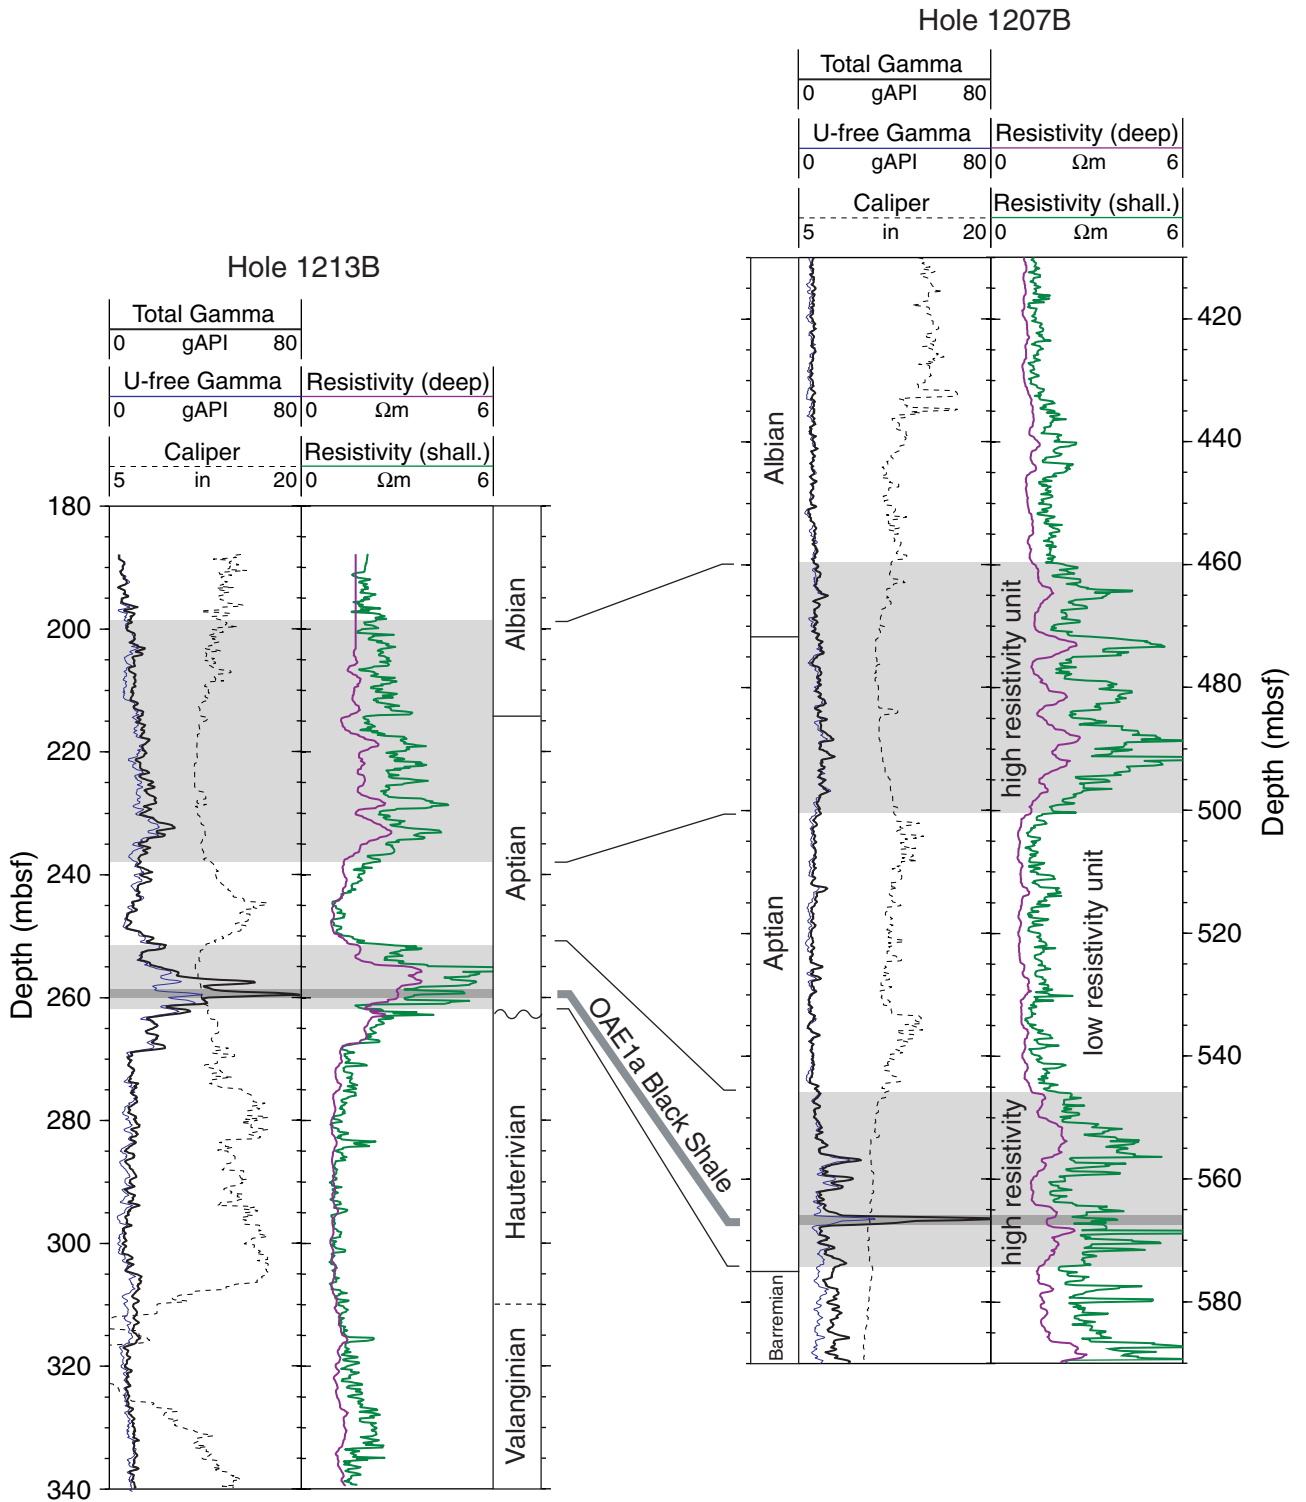 Hole 1207B
Total Gamma
0 gAPI 80
U-free Gamma
0 gAPI 80
Resistivity (deep)
0 Ωm 6
Caliper
5 in 20
Resistivity (shall.)
0 Ωm 6
Hole 1213B
Total Gamma
0 gAPI 80
U-free Gamma
0 gAPI 80
Resistivity (deep)
0 Ωm 6
Caliper
5 in 20
Resistivity (shall.)
0 Ωm 6
Depth (mbsf)
180
200
220
240
260
280
300
320
340
Albian
Aptian
Hauterivian
Valanginian
OAE1a Black Shale
Albian
Aptian
Barremian
high resistivity unit
low resistivity unit
high resistivity
420
440
460
480
500
520
540
560
580
Depth (mbsf)